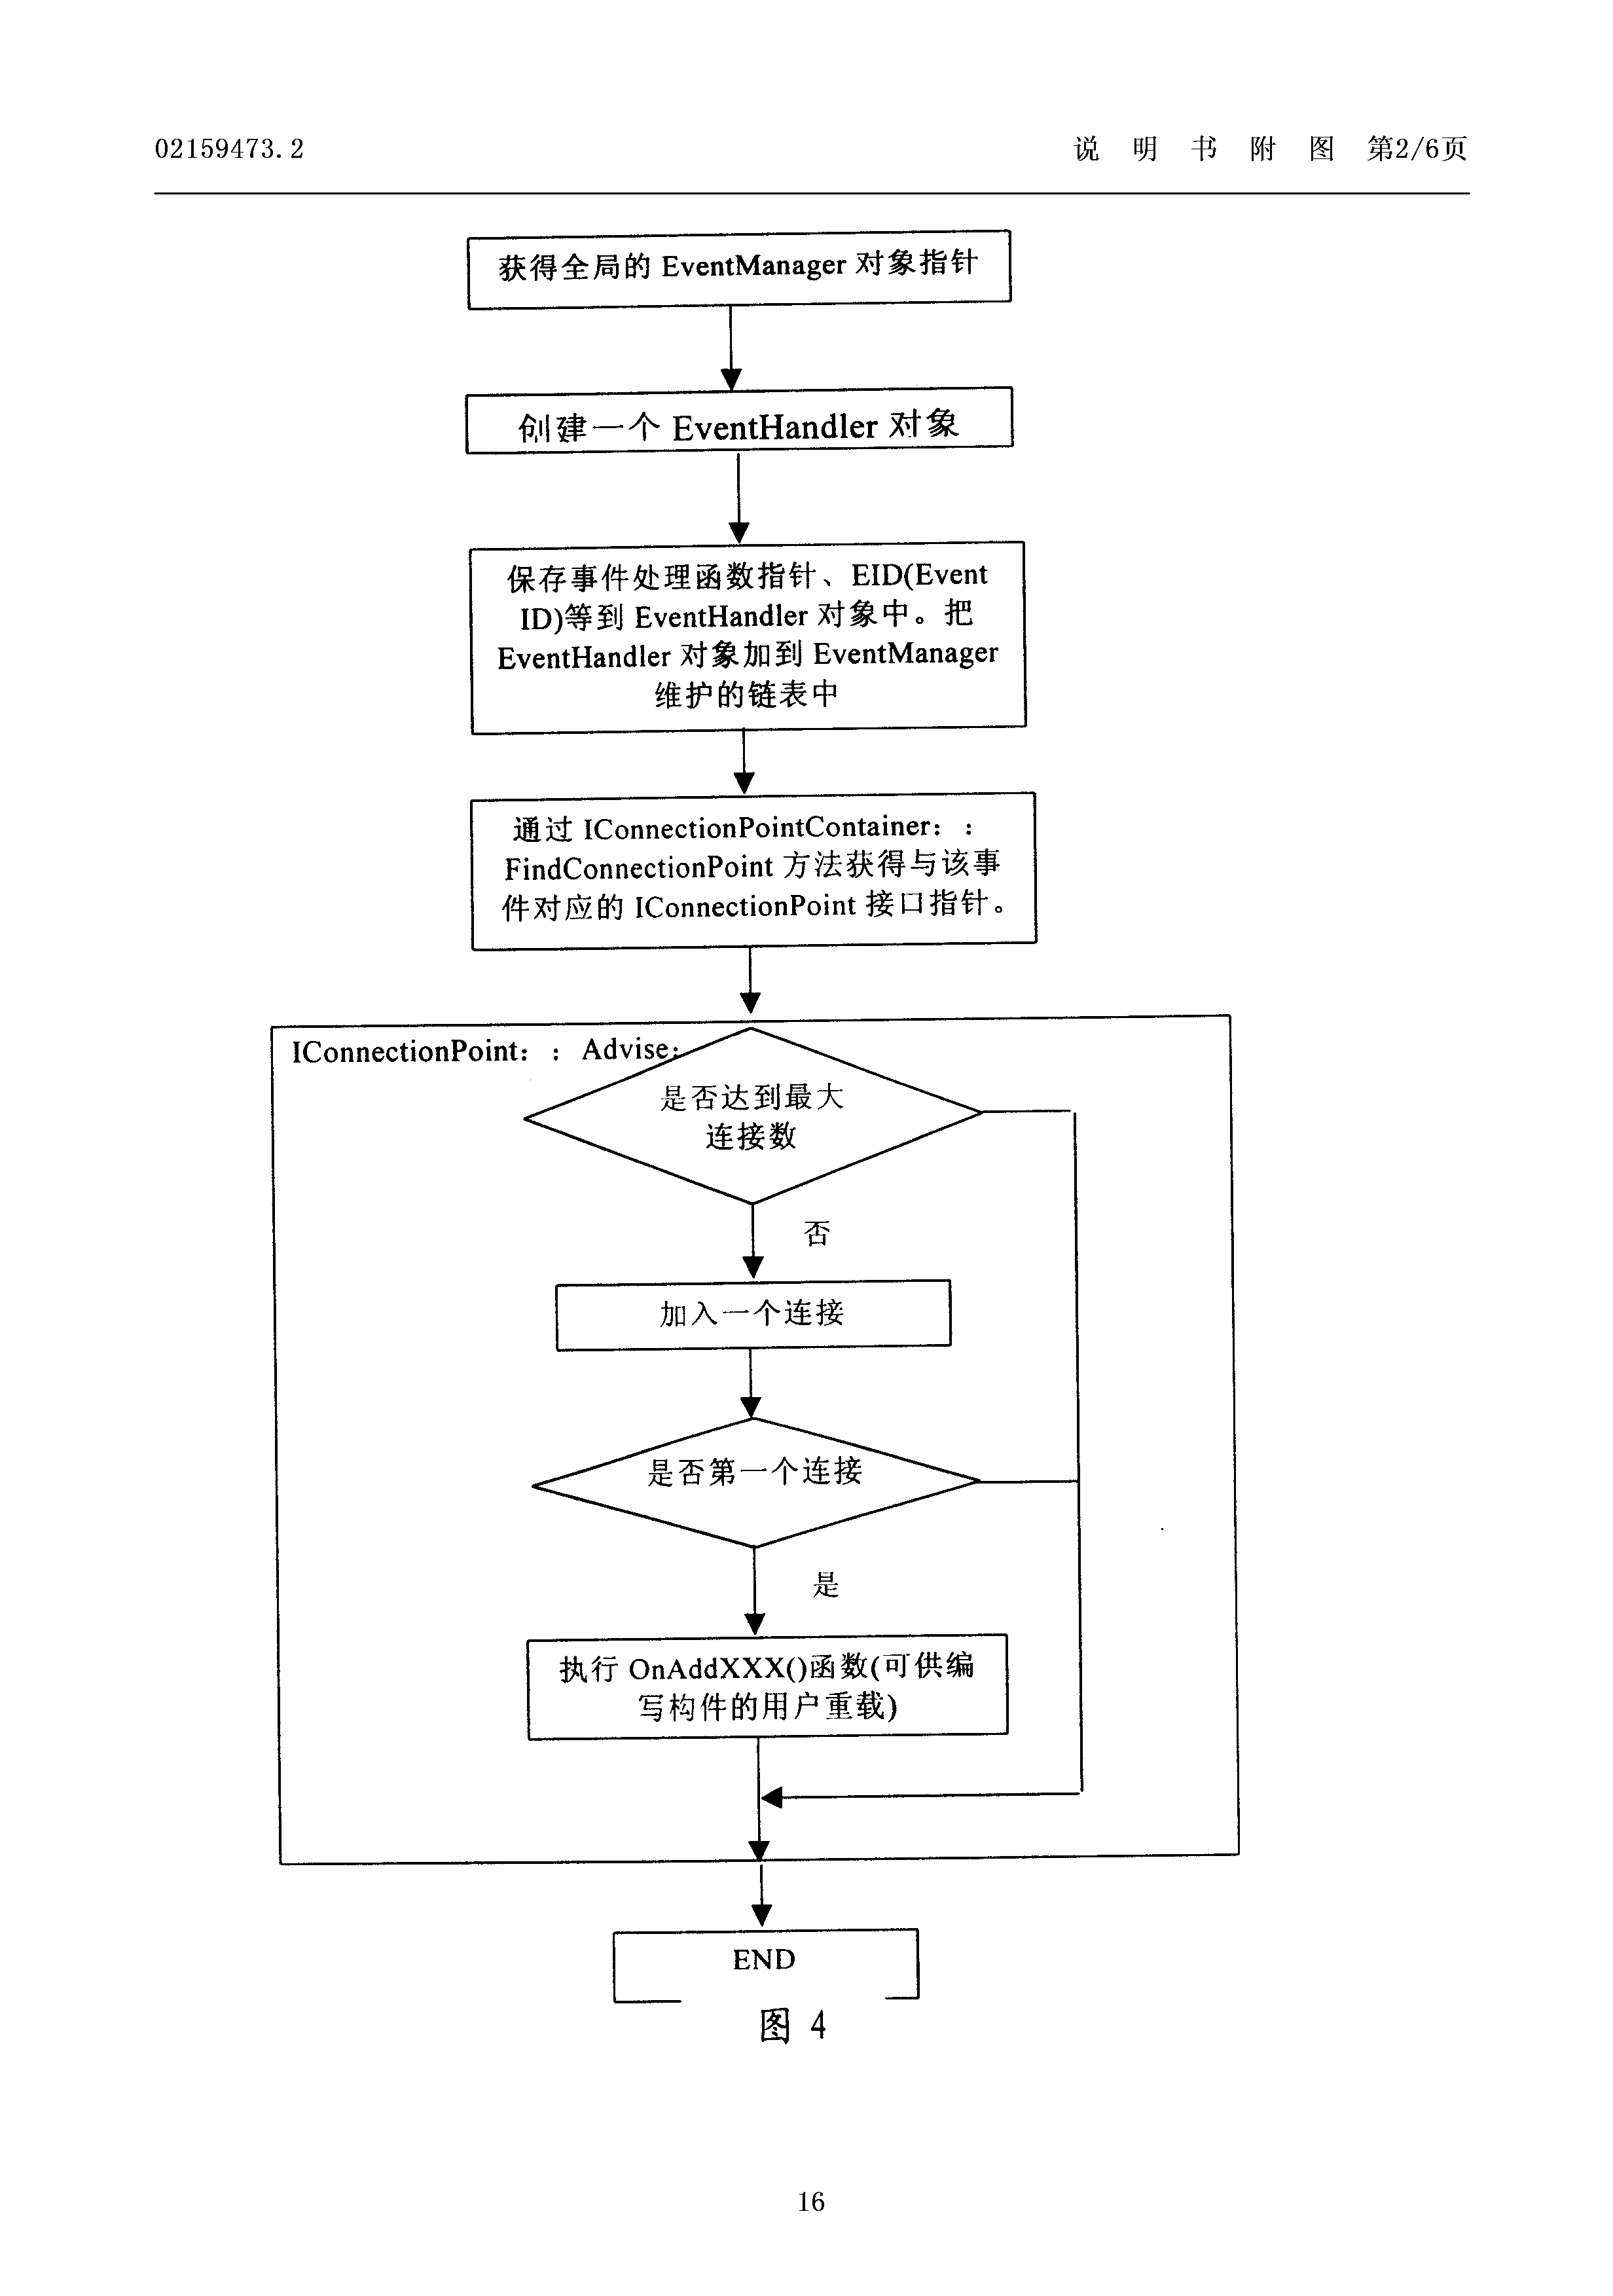 02159473.2
说 明 书 附 图 第2/6页
获得全局的 EventManager 对象指针
创建一个 EventHandler 对象
保存事件处理函数指针、EID(Event
ID)等到 EventHandler 对象中。把
EventHandler 对象加到 EventManager
维护的链表中
通过 IConnectionPointContainer：：
FindConnectionPoint 方法获得与该事
件对应的 IConnectionPoint 接口指针。
IConnectionPoint：：Advise：
是否达到最大
连接数
否
加入一个连接
是否第一个连接
是
执行 OnAddXXX()函数(可供编
写构件的用户重载)
END
图 4
16